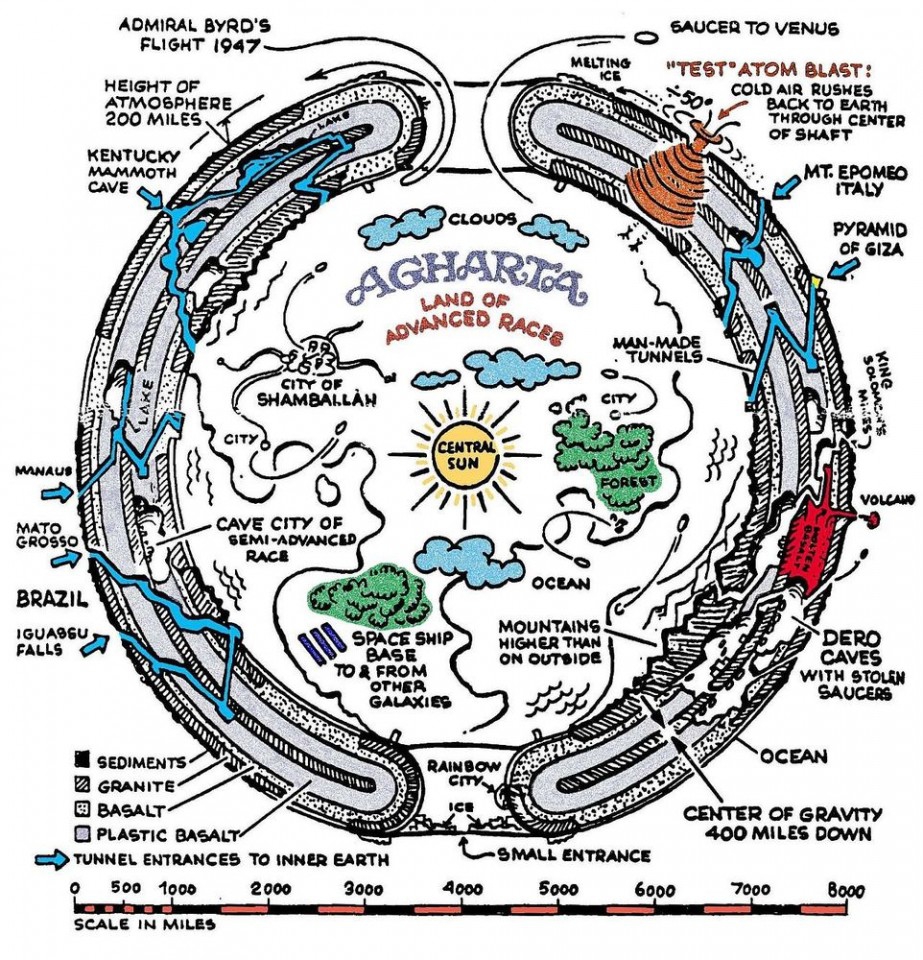 ADMIRAL BYRD'S
FLIGHT 1947
SAUCER TO VENUS
MELTING
ICE
"TEST" ATOM BLAST:
COLD AIR RUSHES
BACK TO EARTH
THROUGH CENTER
OF SHAFT
-50°
HEIGHT OF
ATMOSPHERE
200 MILES
LAKE
KENTUCKY
MAMMOTH
CAVE
MT. EPOMEO
ITALY
PYRAMID
OF GIZA
CLOUDS
AGHARTA
LAND OF
ADVANCED RACES
MAN-MADE
TUNNELS
KING
SOLOMON'S
MINES
CITY OF
SHAMBALLAH
LAKE
CITY
CITY
CENTRAL
SUN
FOREST
MANAUS
VOLCANO
MOLTEN
BASALT
MATO
GROSSO
CAVE CITY OF
SEMI-ADVANCED
RACE
OCEAN
BRAZIL
IGUASSU
FALLS
SPACE SHIP
BASE
TO & FROM
OTHER
GALAXIES
MOUNTAINS
HIGHER THAN
ON OUTSIDE
DERO
CAVES
WITH STOLEN
SAUCERS
OCEAN
SEDIMENTS
GRANITE
BASALT
PLASTIC BASALT
TUNNEL ENTRANCES TO INNER EARTH
RAINBOW
CITY
ICE
SMALL ENTRANCE
CENTER OF GRAVITY
400 MILES DOWN
0 500 1000 2000 3000 4000 5000 6000 7000 8000
SCALE IN MILES